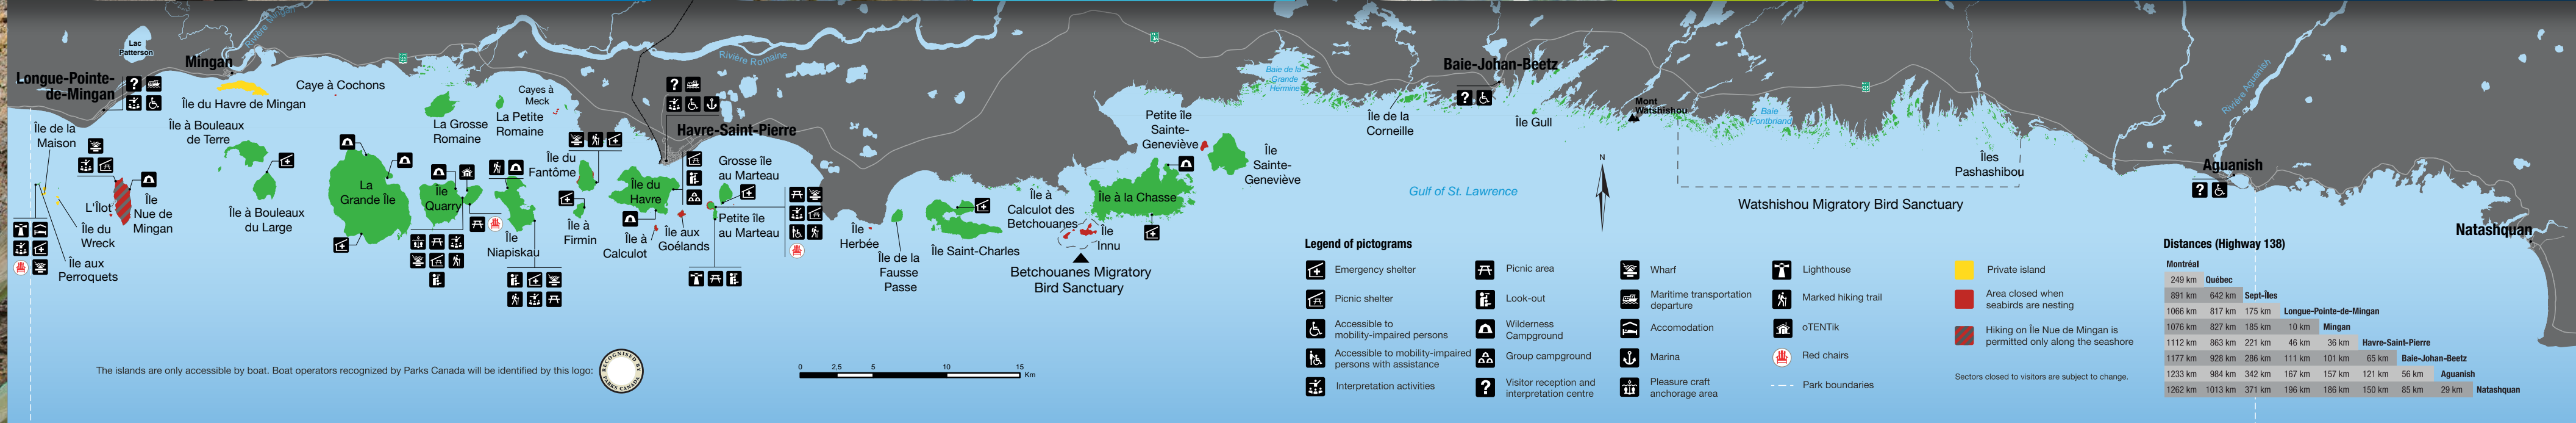 Lac
Patterson
Rivière Romaine
Longue-Pointe-
de-Mingan
Mingan
Île du Havre de Mingan
Caye à Cochons
Île de la
Maison
Île à Bouleaux
de Terre
La Grosse
Romaine
Cayes à
Meck
La Petite
Romaine
Havre-Saint-Pierre
L'Îlot
Île
Nue de
Mingan
Île du
Wreck
Île aux
Perroquets
Île à Bouleaux
du Large
La
Grande Île
Île
Quarry
Île
Niapiskau
Île du
Fantôme
Île à
Firmin
Île du
Havre
Île à
Calculot
Île aux
Goélands
Grosse île
au Marteau
Petite île
au Marteau
Île
Herbée
Île de la
Fausse
Passe
Île Saint-Charles
Île à
Calculot des
Betchouanes
Île
Innu
Île à la Chasse
Petite île
Sainte-
Geneviève
Île
Sainte-
Geneviève
Betchouanes Migratory
Bird Sanctuary
Baie de la
Grande
Hermine
Île de la
Corneille
Baie-Johan-Beetz
Île Gull
Mont
Watshishou
Baie
Pontbriand
Îles
Pashashibou
Watshishou Migratory Bird Sanctuary
Gulf of St. Lawrence
N
Rivière Aguanish
Aguanish
Natashquan
The islands are only accessible by boat. Boat operators recognized by Parks Canada will be identified by this logo:
RECOGNISED BY PARKS CANADA
0 2,5 5 10 15
Km
Legend of pictograms
Emergency shelter
Picnic shelter
Accessible to
mobility-impaired persons
Accessible to mobility-impaired
persons with assistance
Interpretation activities
Picnic area
Look-out
Wilderness
Campground
Group campground
Visitor reception and
interpretation centre
Wharf
Maritime transportation
departure
Accomodation
Marina
Pleasure craft
anchorage area
Lighthouse
Marked hiking trail
oTENTik
Red chairs
Park boundaries
Private island
Area closed when
seabirds are nesting
Hiking on Île Nue de Mingan is
permitted only along the seashore
Sectors closed to visitors are subject to change.
Distances (Highway 138)
Montréal
249 km Québec
891 km 642 km Sept-Îles
1066 km 817 km 175 km Longue-Pointe-de-Mingan
1076 km 827 km 185 km 10 km Mingan
1112 km 863 km 221 km 46 km 36 km Havre-Saint-Pierre
1177 km 928 km 286 km 111 km 101 km 65 km Baie-Johan-Beetz
1233 km 984 km 342 km 167 km 157 km 121 km 56 km Aguanish
1262 km 1013 km 371 km 196 km 186 km 150 km 85 km 29 km Natashquan